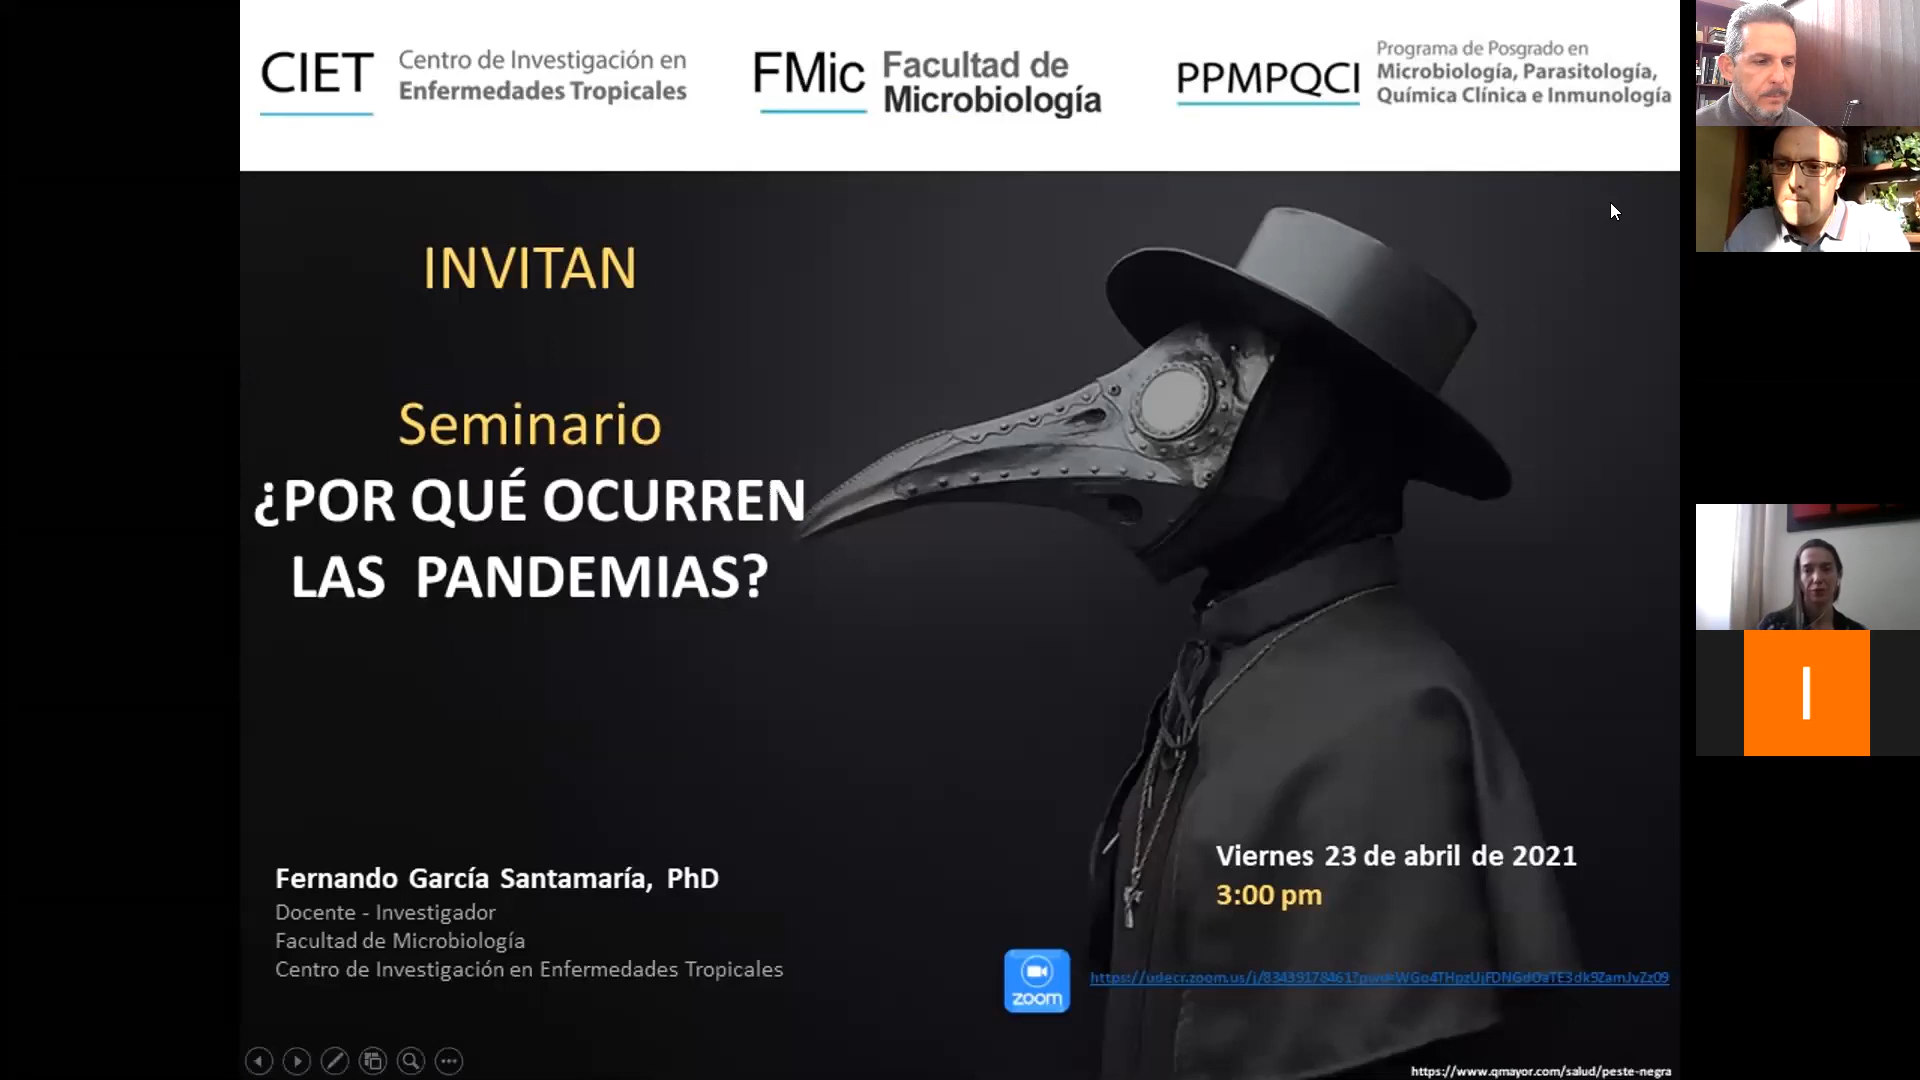 CIET
Centro de Investigación en
Enfermedades Tropicales
FMic
Facultad de
Microbiología
PPMPQCI
Programa de Posgrado en
Microbiología, Parasitología,
Química Clínica e Inmunología
INVITAN
Seminario
¿POR QUÉ OCURREN
LAS PANDEMIAS?
Fernando García Santamaría, PhD
Docente - Investigador
Facultad de Microbiología
Centro de Investigación en Enfermedades Tropicales
Viernes 23 de abril de 2021
3:00 pm
zoom
https://www.qmayor.com/salud/peste-negra
I